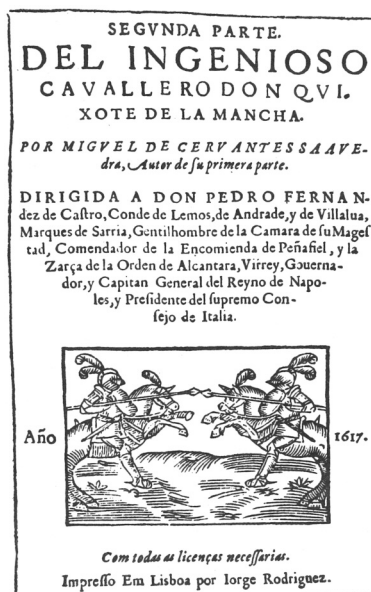 SEGVNDA PARTE.
DEL INGENIOSO
CAVALLERO DON QVI.
XOTE DE LA MANCHA.
POR MIGVEL DE CERVANTES SAAVE-
dra, Autor de ſu primera parte.
DIRIGIDA A DON PEDRO FERNAN-
dez de Caſtro, Conde de Lemos, de Andrade, y de Villalua,
Marques de Sarria, Gentilhombre de la Camara de ſu Mageſ
tad, Comendador de la Encomienda de Peñafiel, y la
Zarça de la Orden de Alcantara, Virrey, Gouerna-
dor, y Capitan General del Reyno de Napo-
les, y Preſidente del ſupremo Con-
ſejo de Italia.
Año 1617.
Com todas as licenças neceſſarias.
Impreſſo Em Lisboa por Iorge Rodriguez.